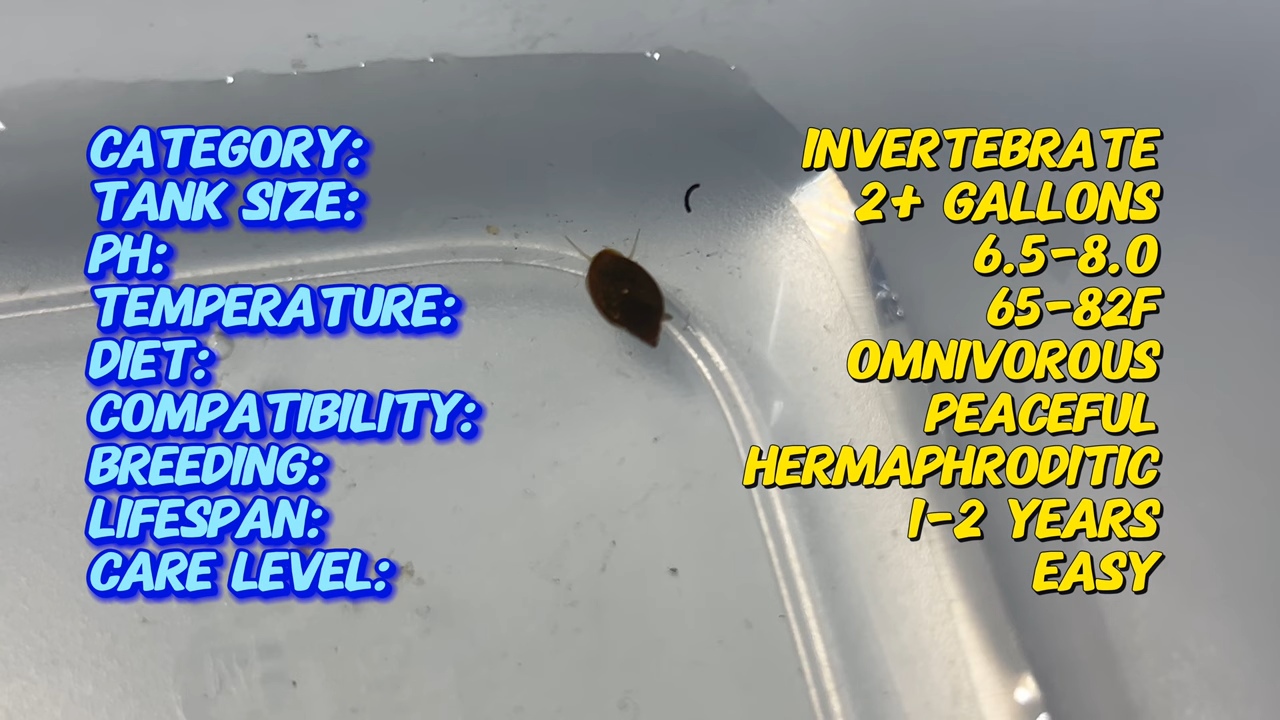 CATEGORY: INVERTEBRATE
TANK SIZE: 2+ GALLONS
PH: 6.5-8.0
TEMPERATURE: 65-82F
DIET: OMNIVOROUS
COMPATIBILITY: PEACEFUL
BREEDING: HERMAPHRODITIC
LIFESPAN: 1-2 YEARS
CARE LEVEL: EASY